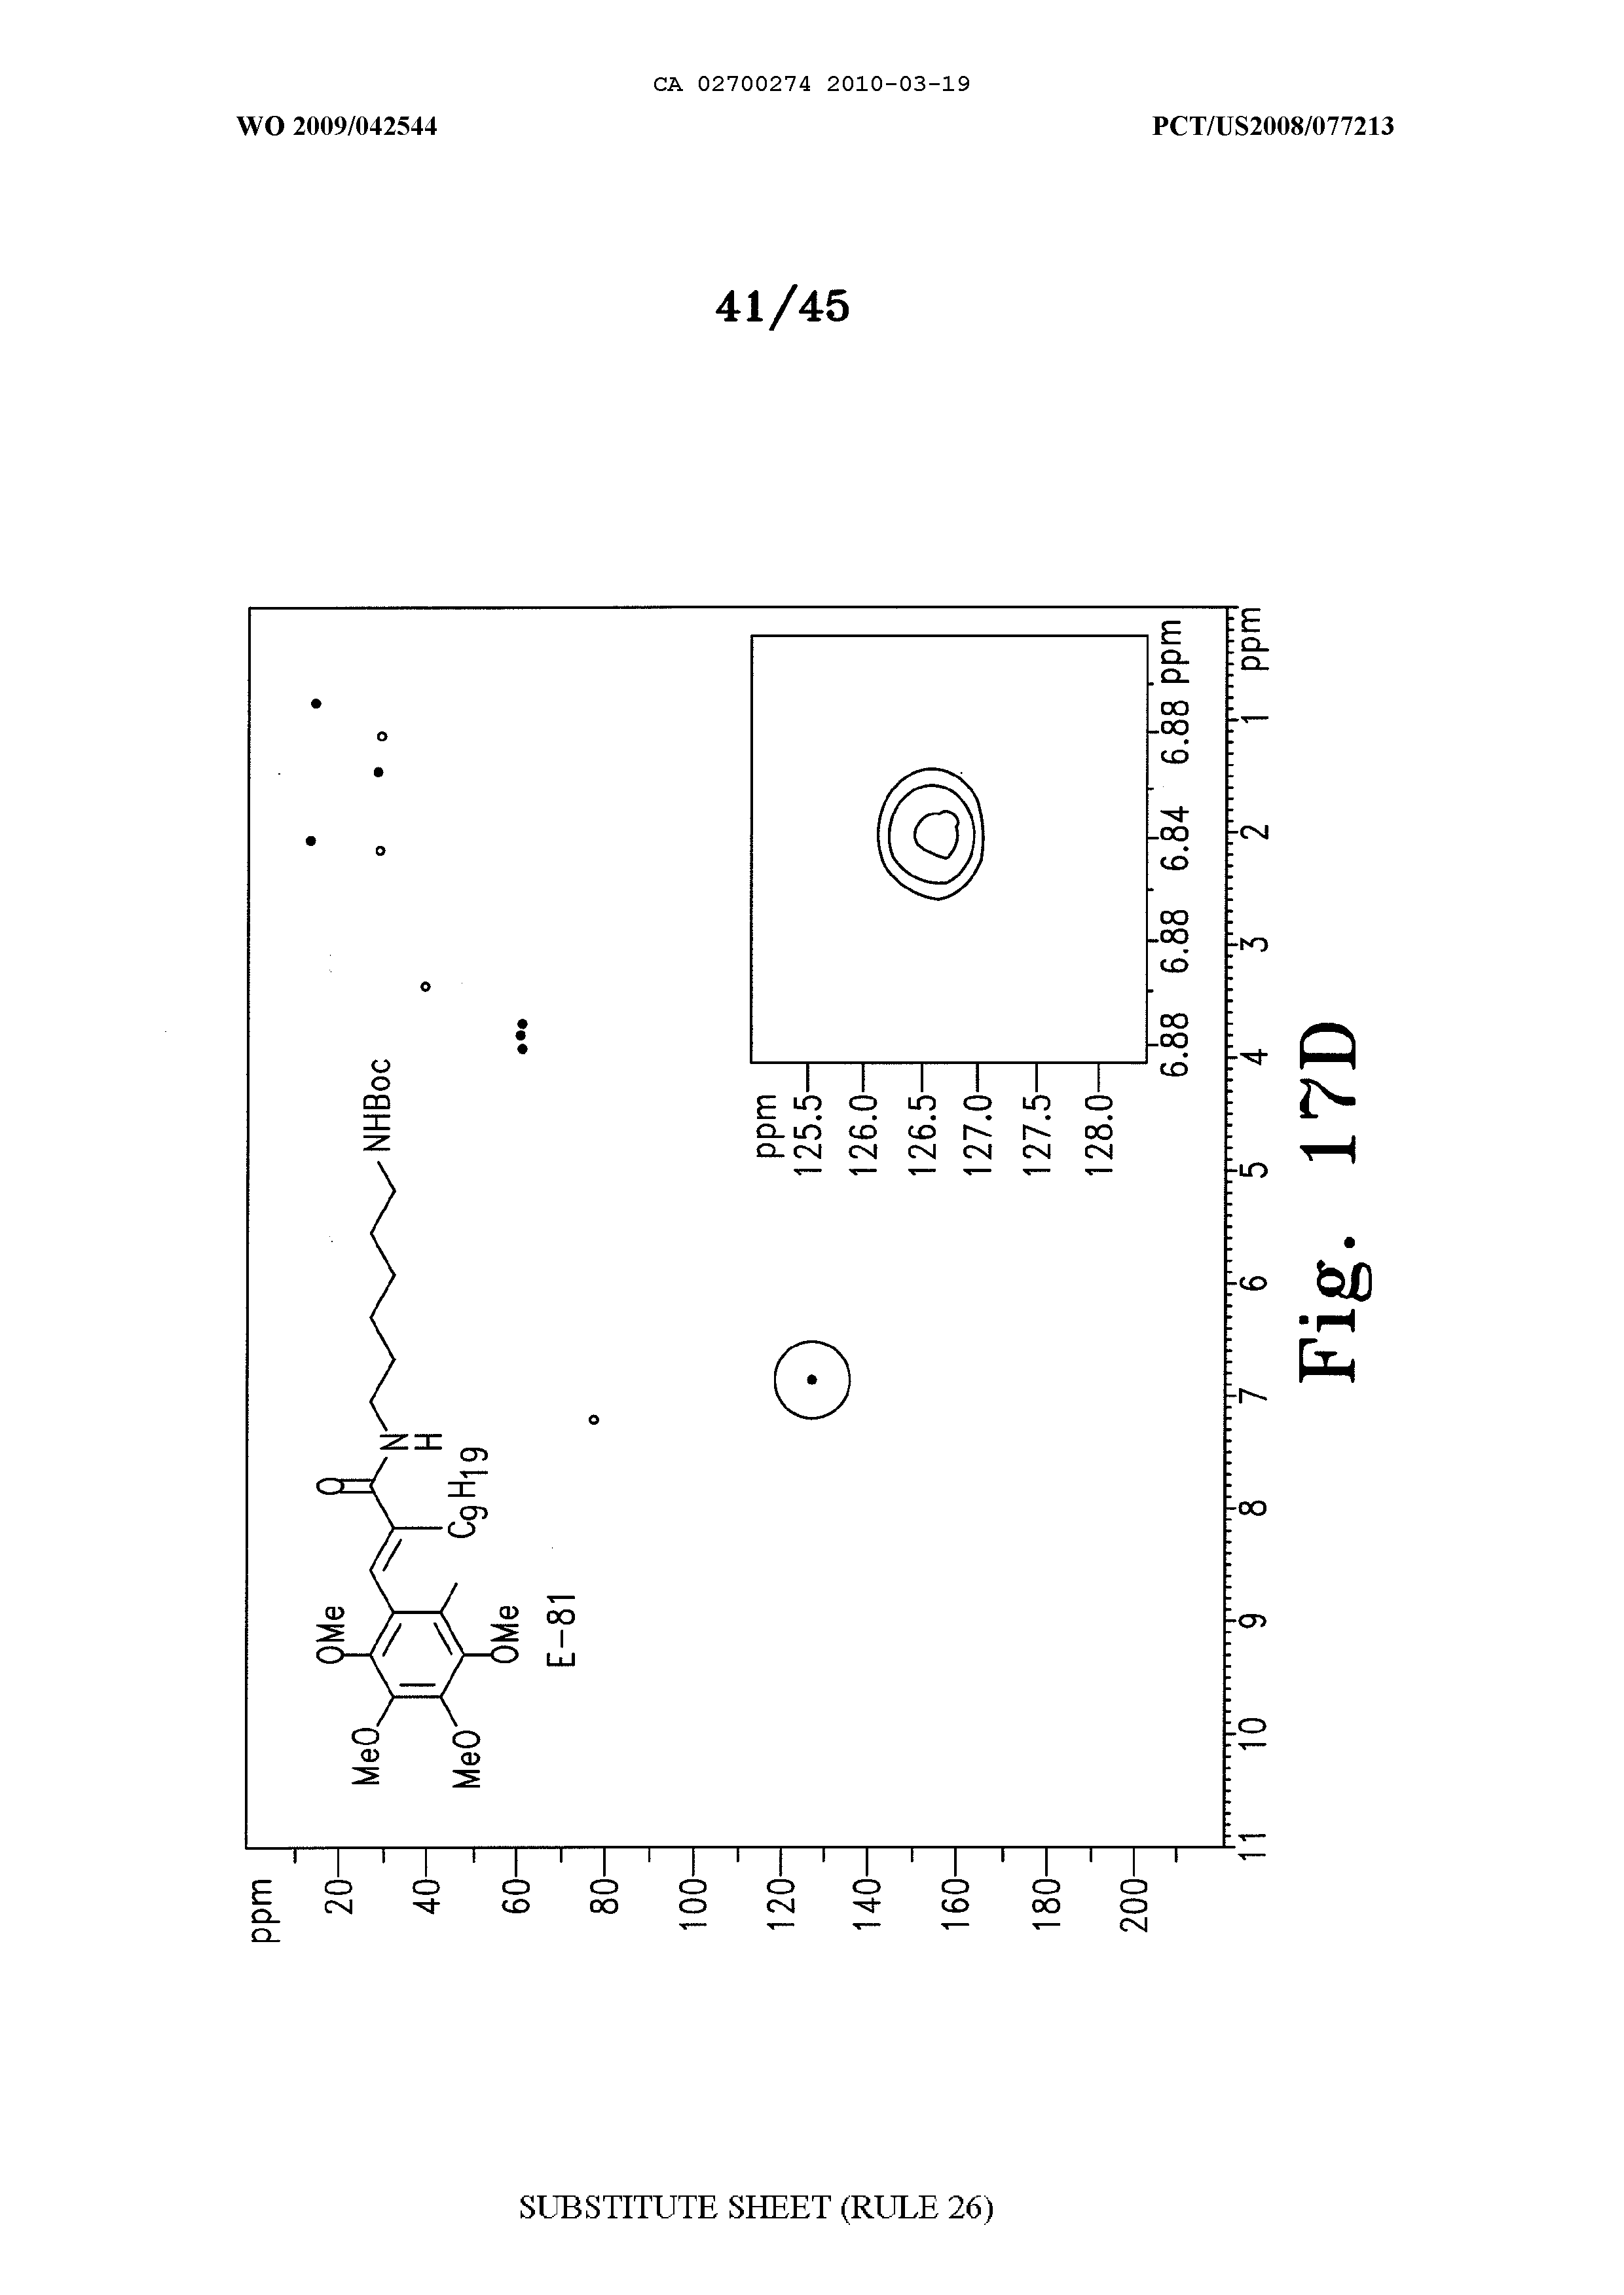 CA 02700274 2010-03-19
WO 2009/042544
PCT/US2008/077213
41/45
OMe
MeO
MeO
OMe
O
N
H
C9H19
NHBoc
E-81
ppm
20
40
60
80
100
120
140
160
180
200
ppm
125.5
126.0
126.5
127.0
127.5
128.0
6.88
6.88
6.84
6.88
ppm
11
10
9
8
7
6
5
4
3
2
1
ppm
Fig. 17D
SUBSTITUTE SHEET (RULE 26)